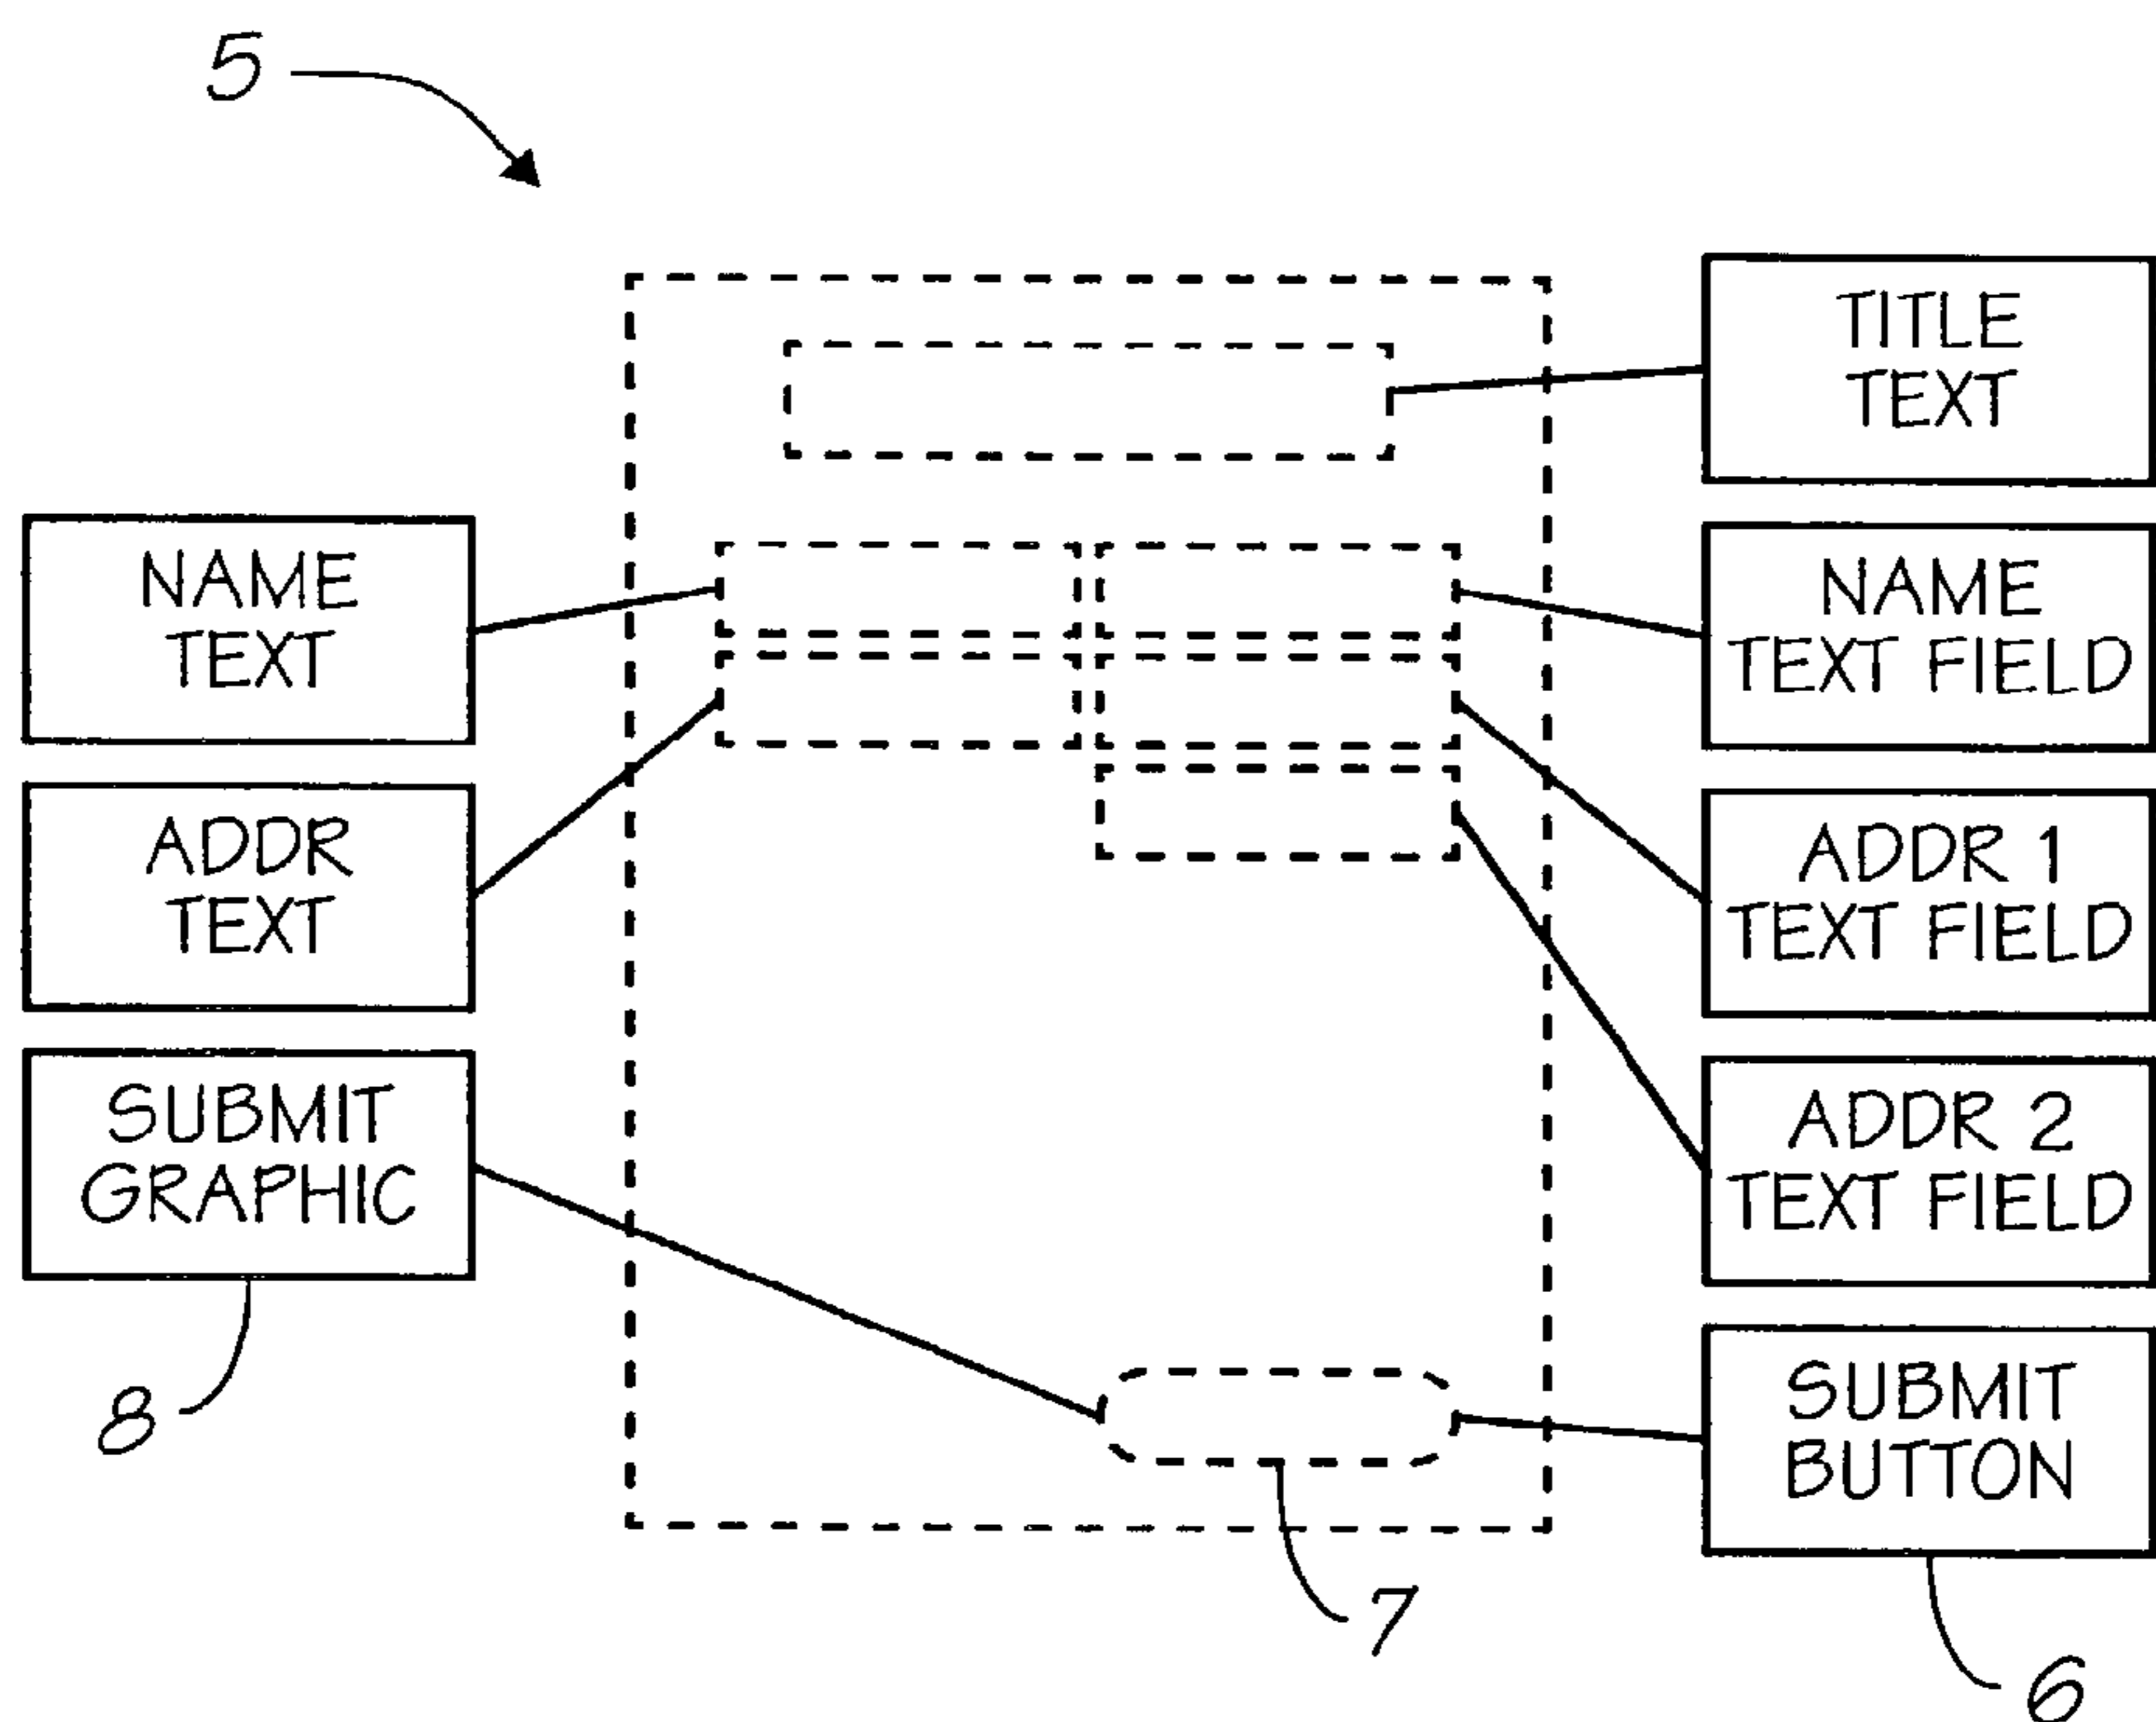 5
TITLE
TEXT
NAME
TEXT
NAME
TEXT FIELD
ADDR
TEXT
ADDR 1
TEXT FIELD
SUBMIT
GRAPHIC
ADDR 2
TEXT FIELD
8
SUBMIT
BUTTON
7
6